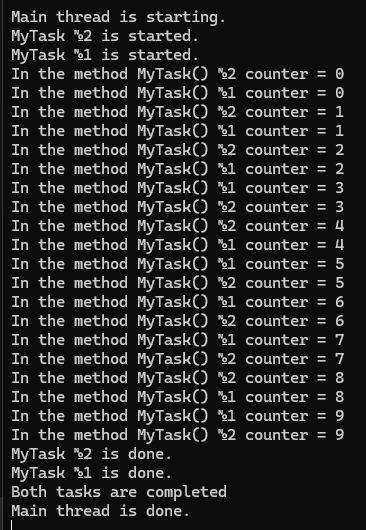 Main thread is starting.
MyTask №2 is started.
MyTask №1 is started.
In the method MyTask() №2 counter = 0
In the method MyTask() №1 counter = 0
In the method MyTask() №2 counter = 1
In the method MyTask() №1 counter = 1
In the method MyTask() №2 counter = 2
In the method MyTask() №2 counter = 2
In the method MyTask() №1 counter = 3
In the method MyTask() №2 counter = 3
In the method MyTask() №2 counter = 4
In the method MyTask() №1 counter = 4
In the method MyTask() №1 counter = 5
In the method MyTask() №2 counter = 5
In the method MyTask() №1 counter = 6
In the method MyTask() №2 counter = 6
In the method MyTask() №1 counter = 7
In the method MyTask() №2 counter = 7
In the method MyTask() №2 counter = 8
In the method MyTask() №1 counter = 8
In the method MyTask() №1 counter = 9
In the method MyTask() №2 counter = 9
MyTask №2 is done.
MyTask №1 is done.
Both tasks are completed
Main thread is done.